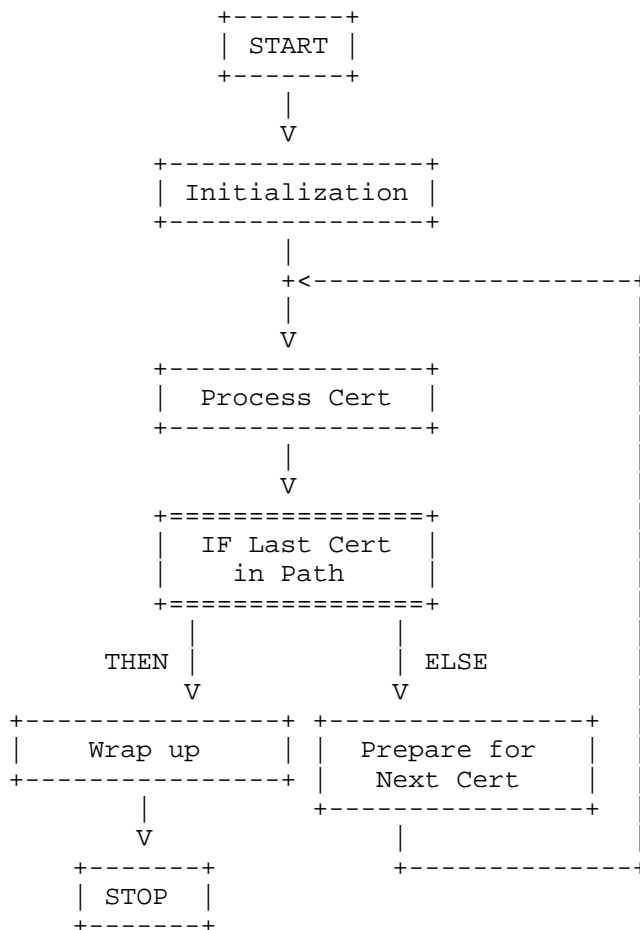 START
Initialization
Process Cert
IF Last Cert
in Path
THEN
ELSE
Wrap up
Prepare for
Next Cert
STOP